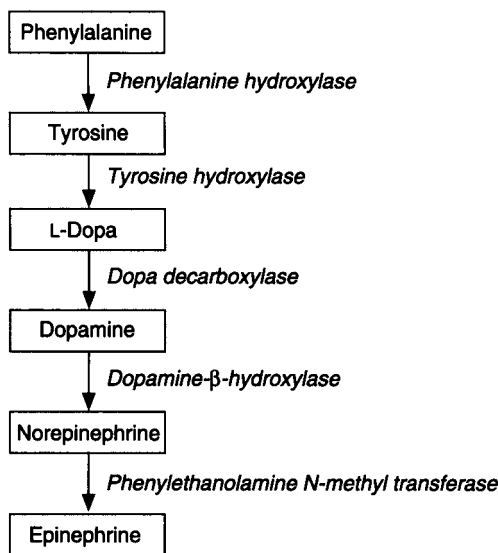 Phenylalanine
Phenylalanine hydroxylase
Tyrosine
Tyrosine hydroxylase
L-Dopa
Dopa decarboxylase
Dopamine
Dopamine-β-hydroxylase
Norepinephrine
Phenylethanolamine N-methyl transferase
Epinephrine